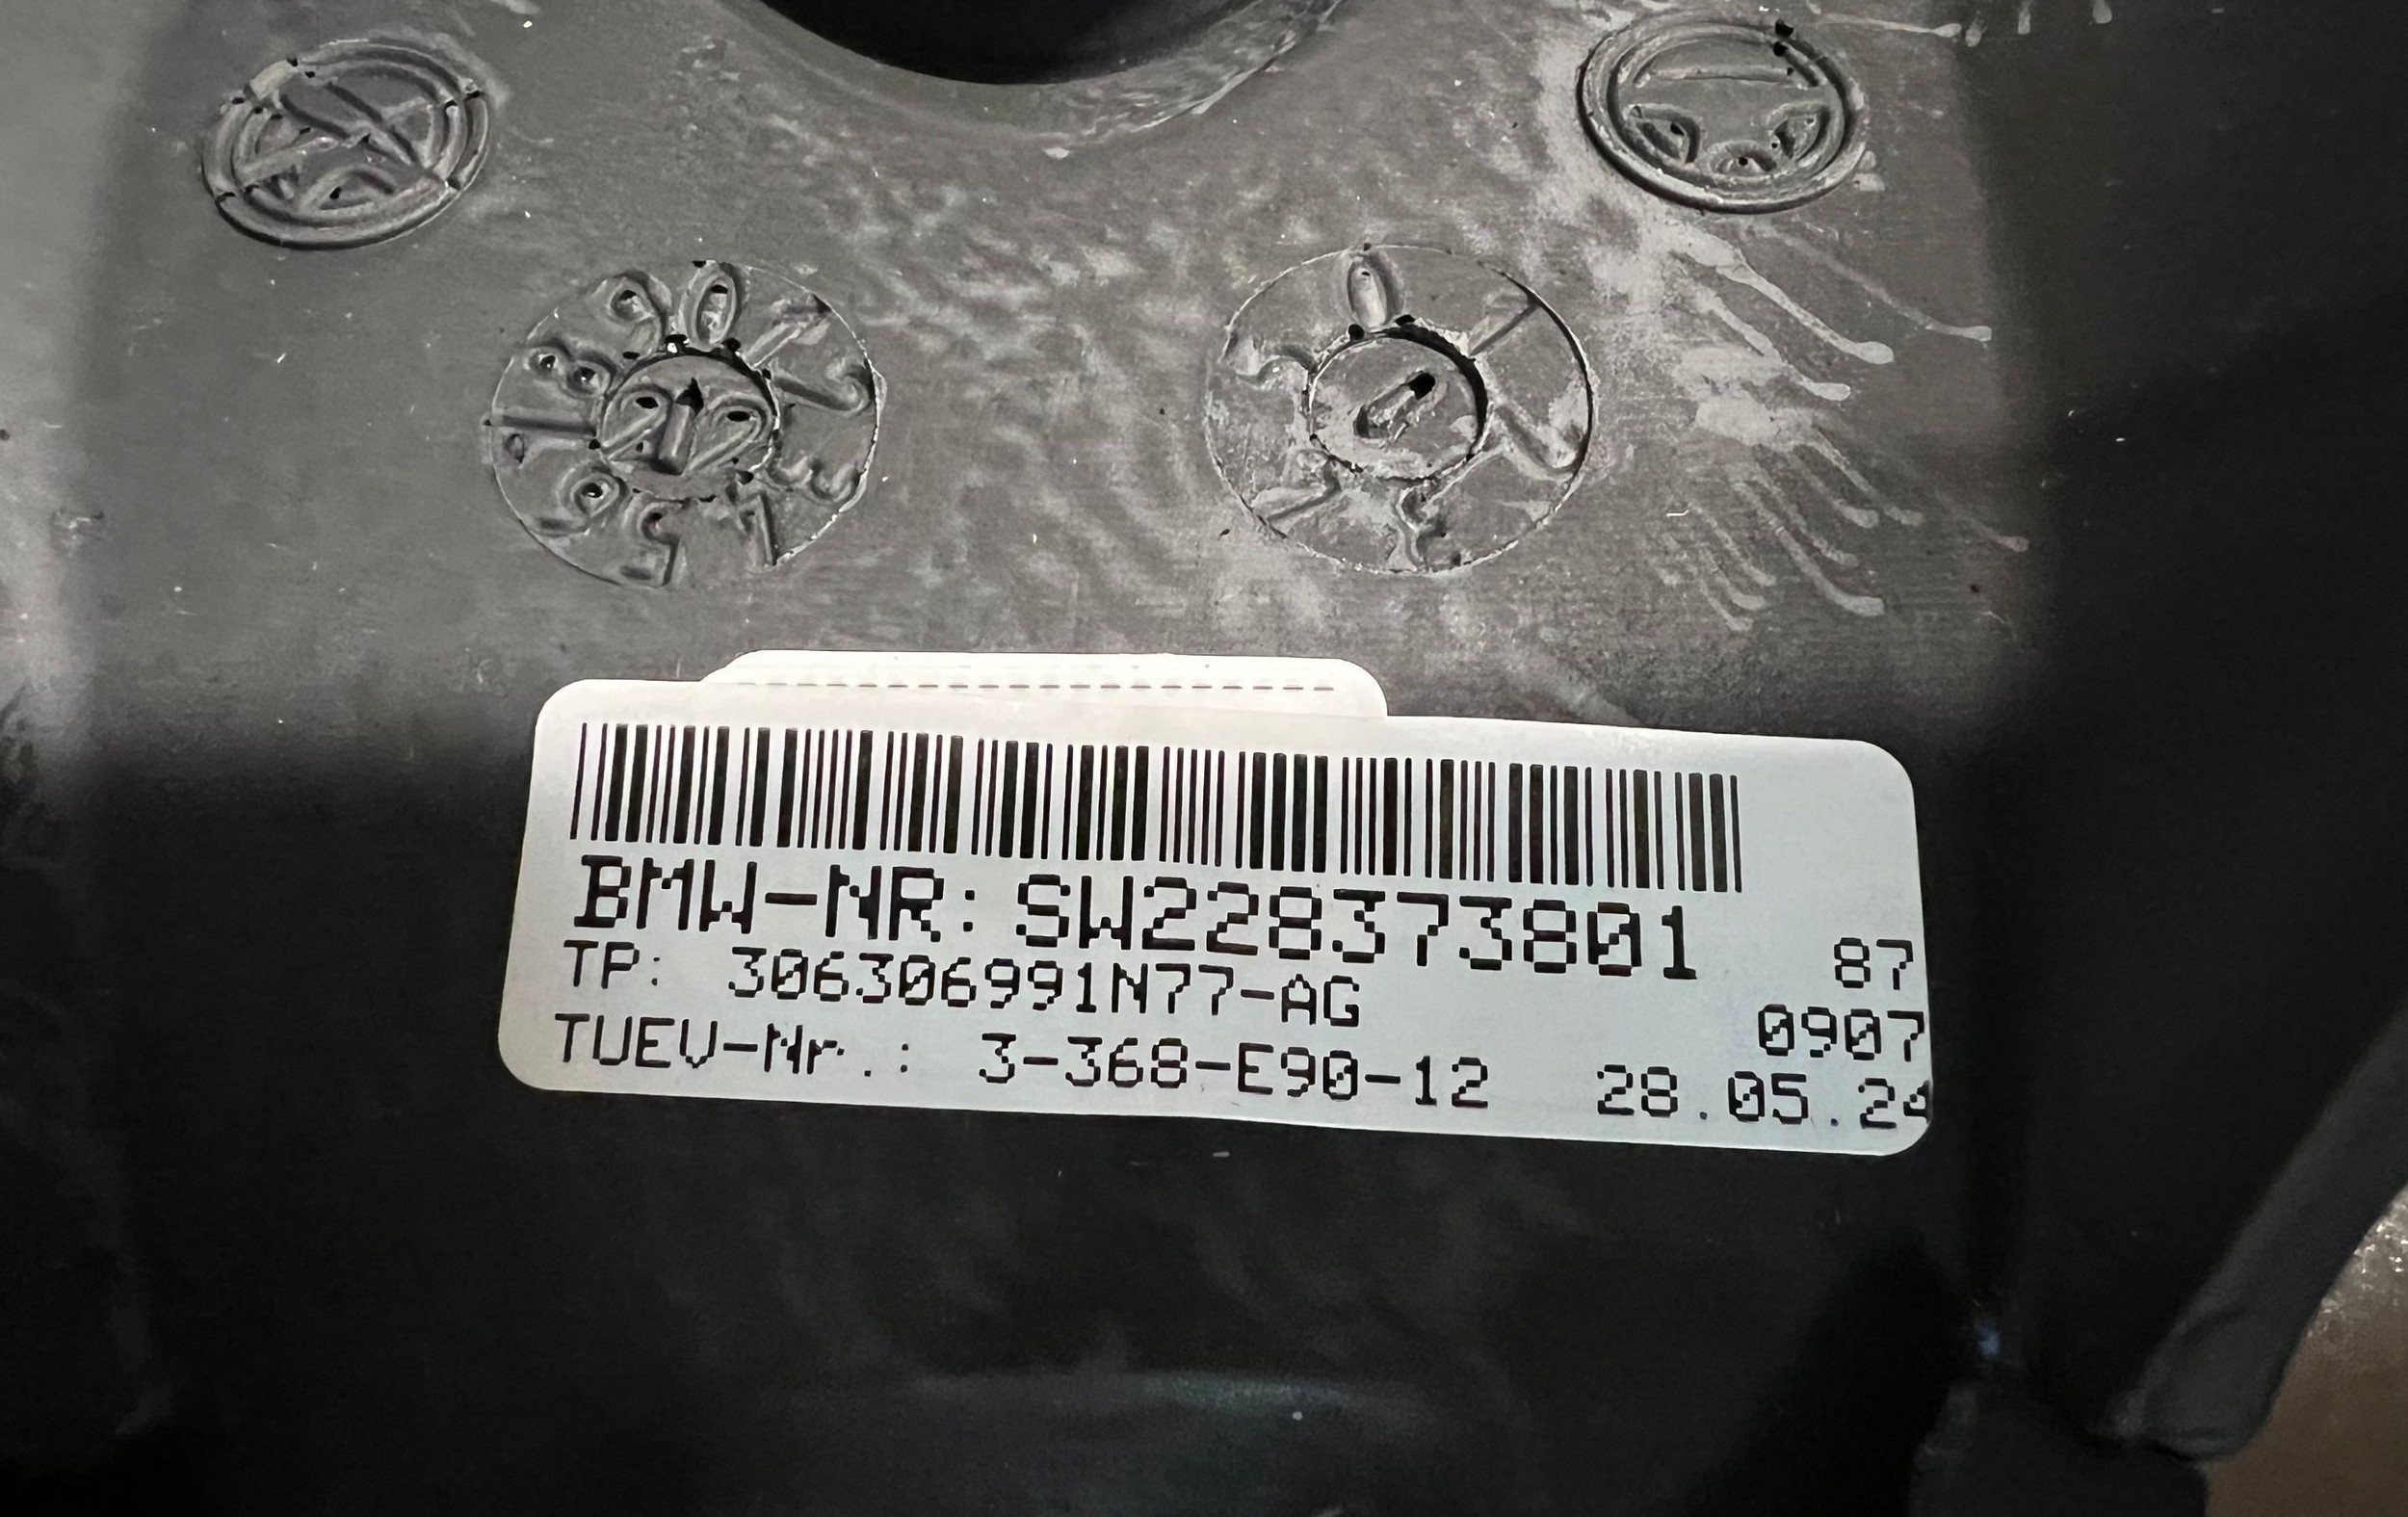 BMW-NR: SW228373801
TP: 306306991N77-AG 87
0907
TUEV-Nr.: 3-368-E90-12 28.05.24